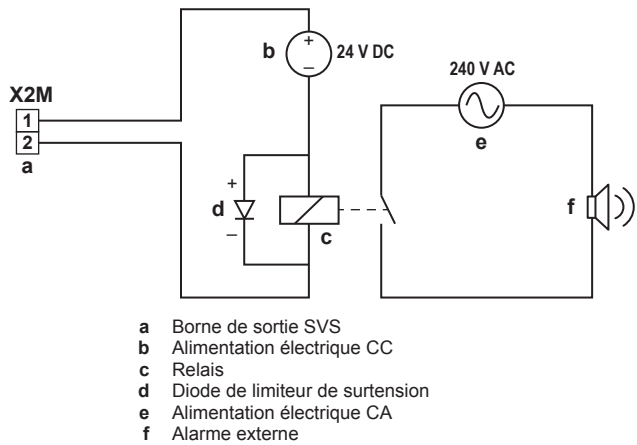 +
b
24 V DC
–
240 V AC
X2M
1
2
a
e
+
d
–
c
f
a Borne de sortie SVS
b Alimentation électrique CC
c Relais
d Diode de limiteur de surtension
e Alimentation électrique CA
f Alarme externe